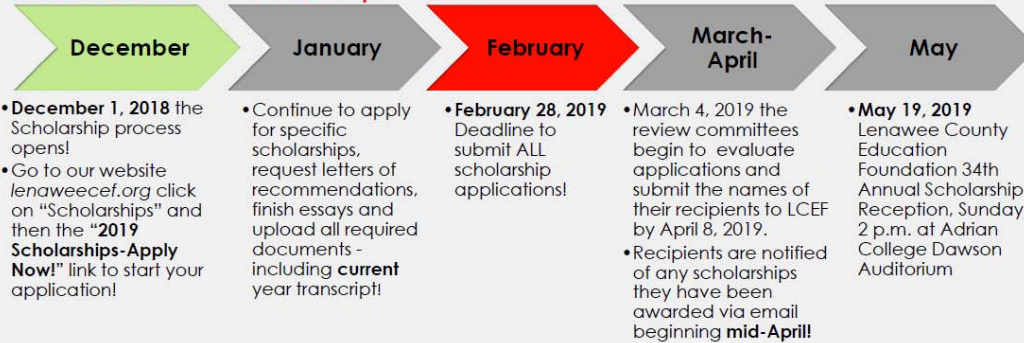 December
January
February
March-
April
May
•December 1, 2018 the
Scholarship process
opens!
•Go to our website
lenaweecef.org click
on “Scholarships” and
then the “2019
Scholarships-Apply
Now!” link to start your
application!
•Continue to apply
for specific
scholarships,
request letters of
recommendations,
finish essays and
upload all required
documents -
including current
year transcript!
•February 28, 2019
Deadline to
submit ALL
scholarship
applications!
•March 4, 2019 the
review committees
begin to evaluate
applications and
submit the names of
their recipients to LCEF
by April 8, 2019.
•Recipients are notified
of any scholarships
they have been
awarded via email
beginning mid-April!
•May 19, 2019
Lenawee County
Education
Foundation 34th
Annual Scholarship
Reception, Sunday
2 p.m. at Adrian
College Dawson
Auditorium